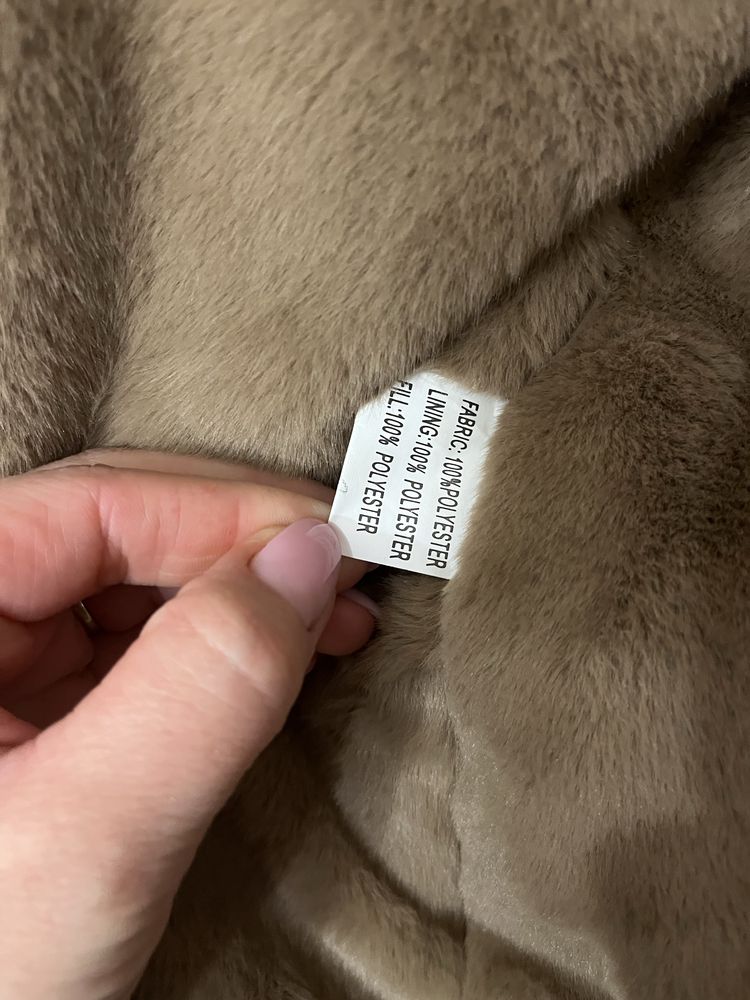 FABRIC: 100%POLYESTER
LINING:100% POLYESTER
FILL:100% POLYESTER